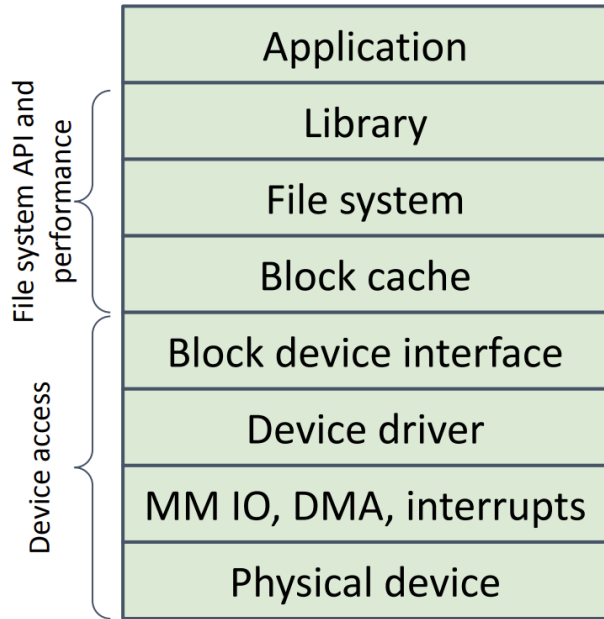 Application
File system API and
performance
Library
File system
Block cache
Device access
Block device interface
Device driver
MM IO, DMA, interrupts
Physical device